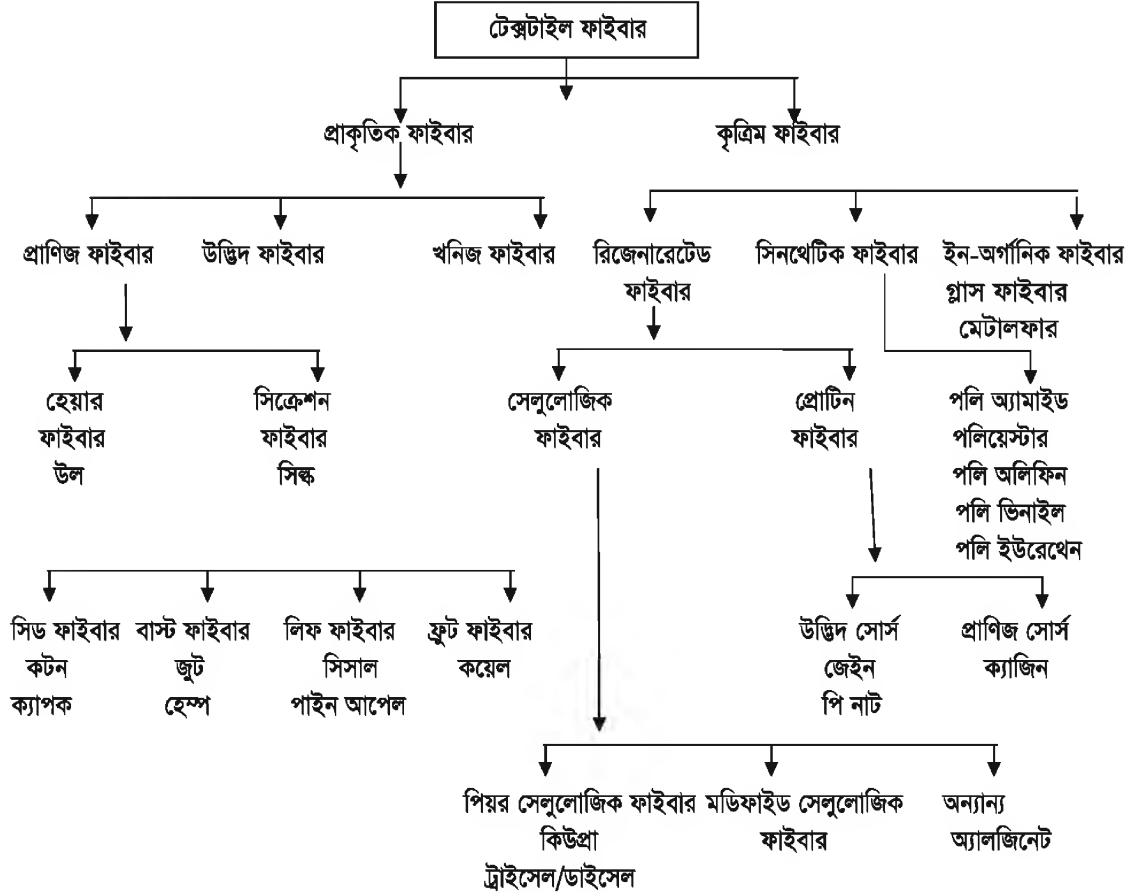 টেক্সটাইল ফাইবার
প্রাকৃতিক ফাইবার
কৃত্রিম ফাইবার
প্রাণিজ ফাইবার
উদ্ভিদ ফাইবার
খনিজ ফাইবার
রিজেনারেটেড
ফাইবার
সিনথেটিক ফাইবার
ইন-অর্গানিক ফাইবার
গ্লাস ফাইবার
মেটালফার
হেয়ার
ফাইবার
উল
সিক্রেশন
ফাইবার
সিল্ক
সেলুলোজিক
ফাইবার
প্রোটিন
ফাইবার
পলি অ্যামাইড
পলিয়েস্টার
পলি অলিফিন
পলি ভিনাইল
পলি ইউরেথেন
সিড ফাইবার
কটন
ক্যাপক
বাস্ট ফাইবার
জুট
হেম্প
লিফ ফাইবার
সিসাল
পাইন আপেল
ফ্রুট ফাইবার
কয়েল
উদ্ভিদ সোর্স
জেইন
পি নাট
প্রাণিজ সোর্স
ক্যাজিন
পিয়র সেলুলোজিক ফাইবার
কিউপ্রা
ট্রাইসেল/ডাইসেল
মডিফাইড সেলুলোজিক
ফাইবার
অন্যান্য
অ্যালজিনেট